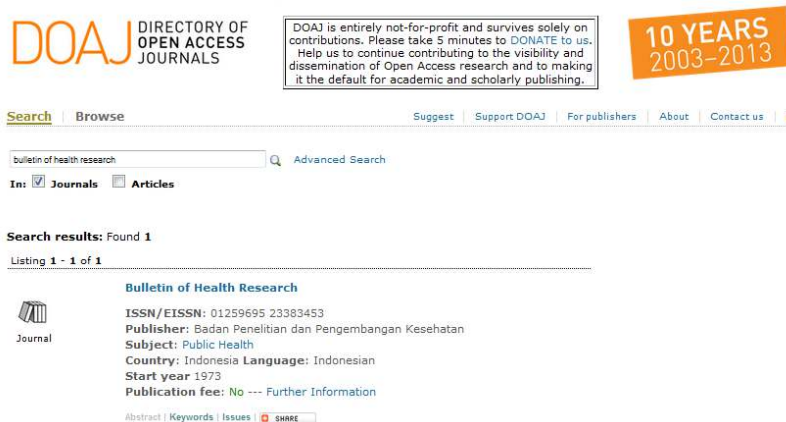 DOAJ DIRECTORY OF
OPEN ACCESS
JOURNALS
DOAJ is entirely not-for-profit and survives solely on
contributions. Please take 5 minutes to DONATE to us.
Help us to continue contributing to the visibility and
dissemination of Open Access research and to making
it the default for academic and scholarly publishing.
10 YEARS
2003–2013
Search | Browse
Suggest | Support DOAJ | For publishers | About | Contact us |
bulletin of health research
Advanced Search
In: Journals Articles
Search results: Found 1
Listing 1 - 1 of 1
Bulletin of Health Research
ISSN/EISSN: 01259695 23383453
Publisher: Badan Penelitian dan Pengembangan Kesehatan
Journal
Subject: Public Health
Country: Indonesia Language: Indonesian
Start year 1973
Publication fee: No --- Further Information
Abstract | Keywords | Issues | SHARE